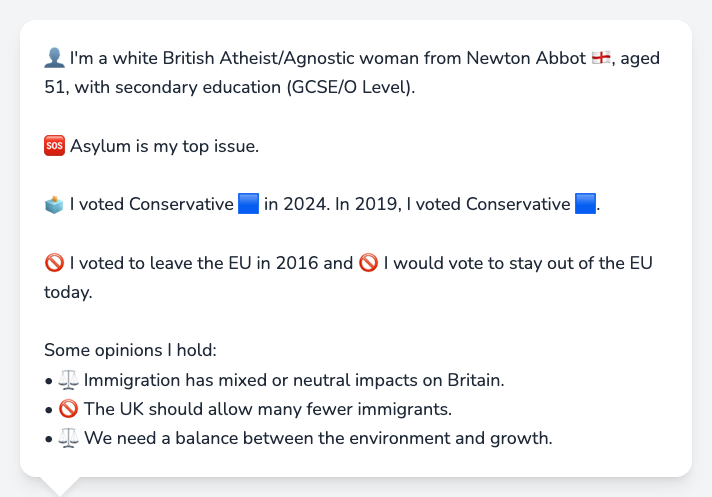 👤 I'm a white British Atheist/Agnostic woman from Newton Abbot 🏴󠁧󠁢󠁥󠁮󠁧󠁿, aged
51, with secondary education (GCSE/O Level).
🆘 Asylum is my top issue.
🗳️ I voted Conservative 🟦 in 2024. In 2019, I voted Conservative 🟦.
🚫 I voted to leave the EU in 2016 and 🚫 I would vote to stay out of the EU
today.
Some opinions I hold:
• ⚖️ Immigration has mixed or neutral impacts on Britain.
• 🚫 The UK should allow many fewer immigrants.
• ⚖️ We need a balance between the environment and growth.